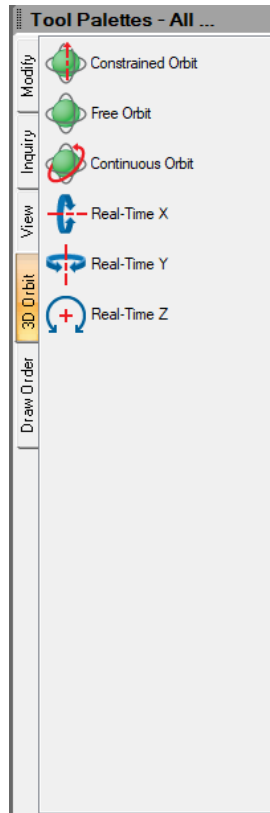 Tool Palettes - All ...
Modify
Inquiry
View
3D Orbit
Draw Order
Constrained Orbit
Free Orbit
Continuous Orbit
Real-Time X
Real-Time Y
Real-Time Z